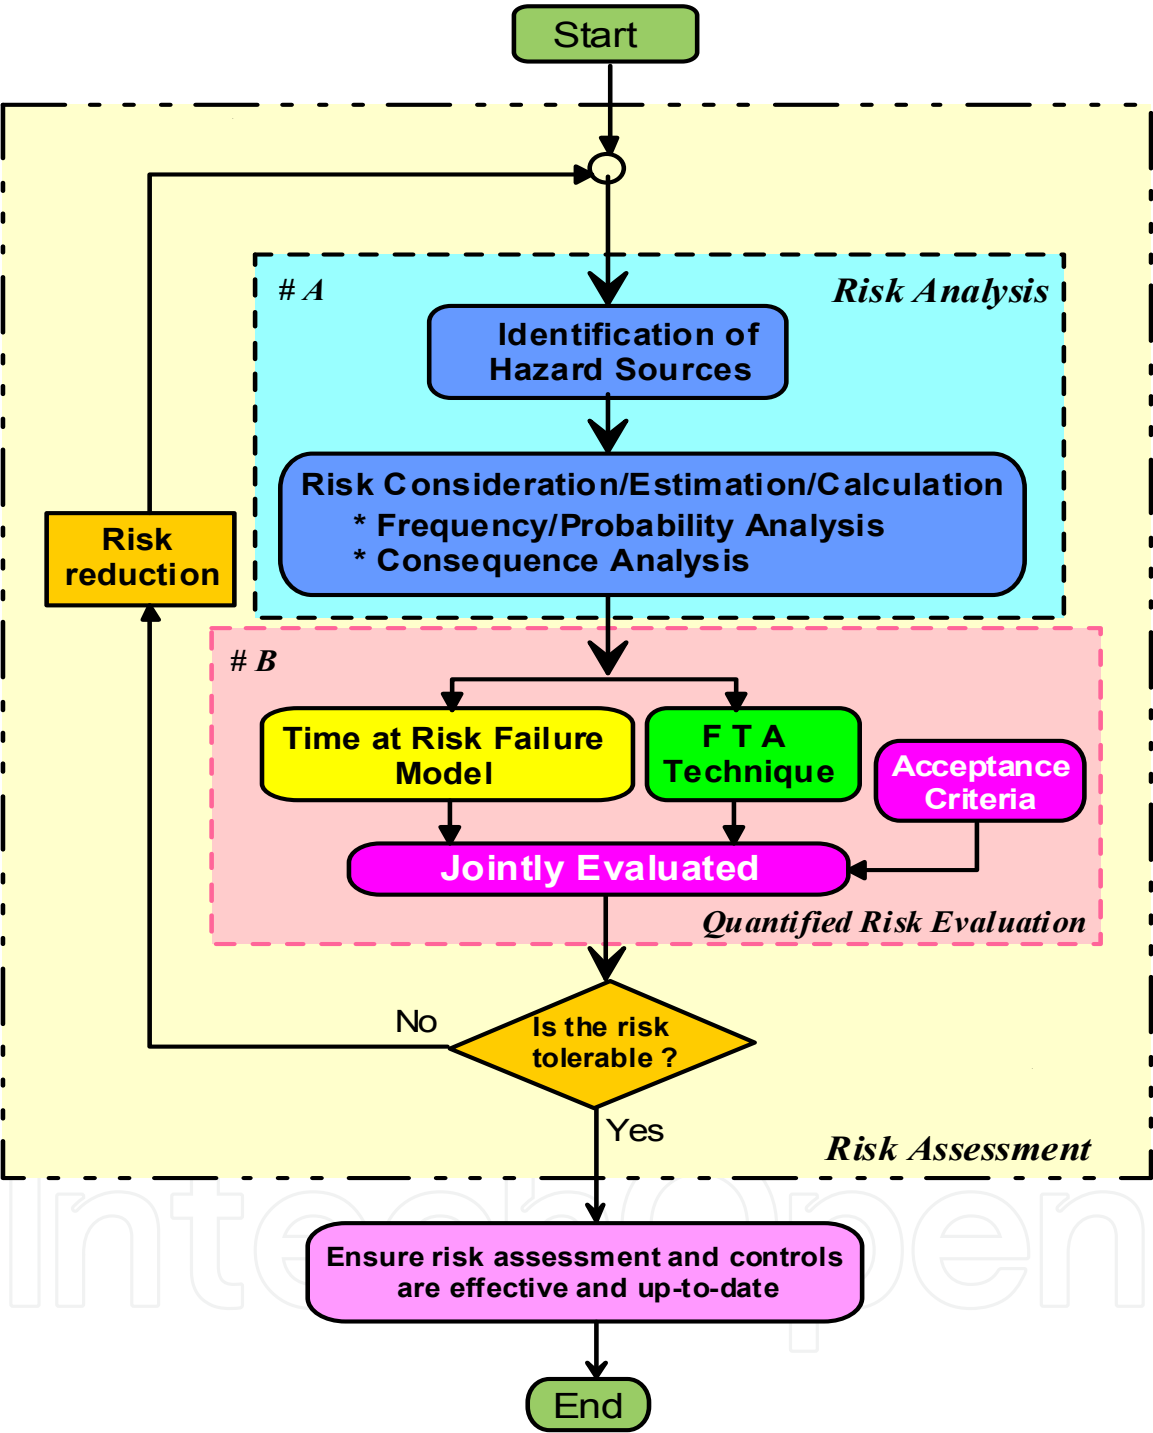 Start
# A
Risk Analysis
Identification of
Hazard Sources
Risk Consideration/Estimation/Calculation
* Frequency/Probability Analysis
* Consequence Analysis
Risk
reduction
# B
Time at Risk Failure
Model
F T A
Technique
Acceptance
Criteria
Jointly Evaluated
Quantified Risk Evaluation
No
Is the risk
tolerable ?
Yes
Risk Assessment
IntechOpen
Ensure risk assessment and controls
are effective and up-to-date
End